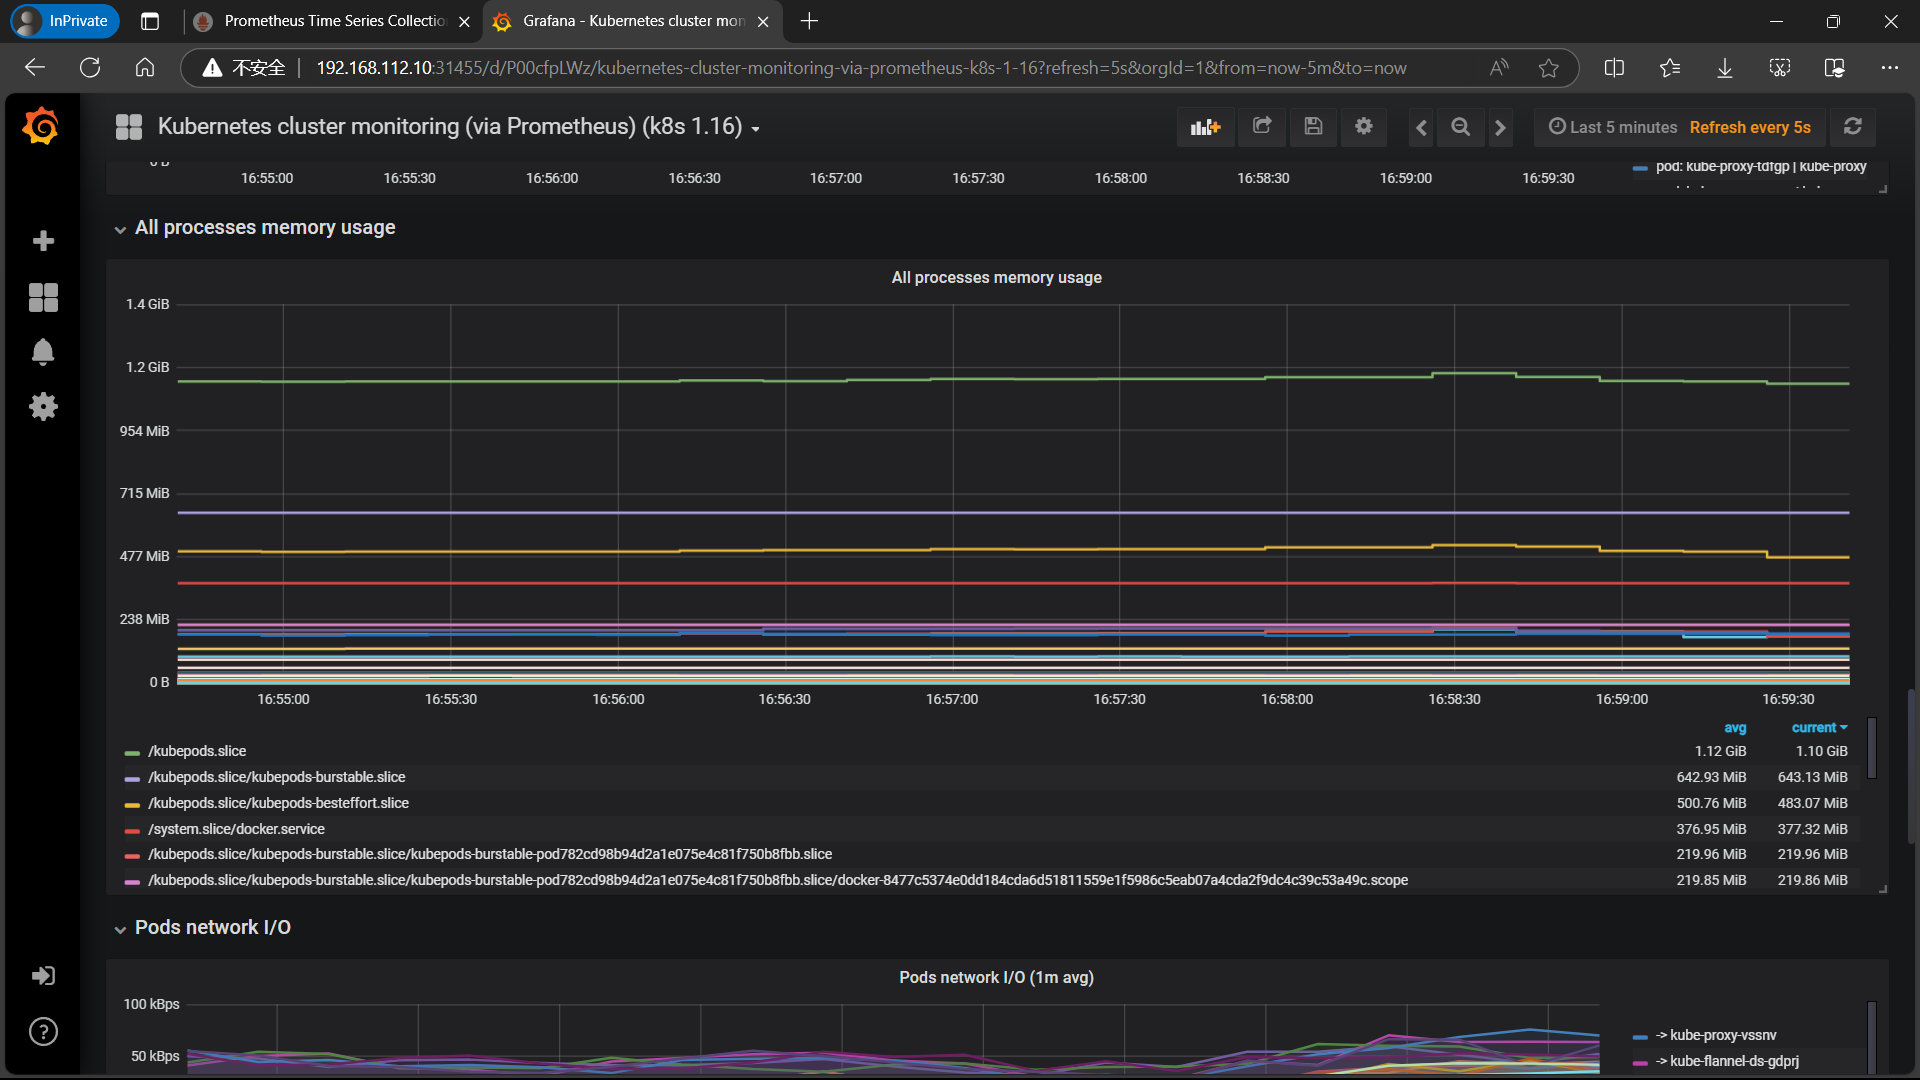 InPrivate
Prometheus Time Series Collectio
Grafana - Kubernetes cluster mon
不安全
192.168.112.10:31455/d/P00cfpLWz/kubernetes-cluster-monitoring-via-prometheus-k8s-1-16?refresh=5s&orgId=1&from=now-5m&to=now
Kubernetes cluster monitoring (via Prometheus) (k8s 1.16)
Last 5 minutes Refresh every 5s
0 B
16:55:00 16:55:30 16:56:00 16:56:30 16:57:00 16:57:30 16:58:00 16:58:30 16:59:00 16:59:30
pod: kube-proxy-fdfgp | kube-proxy
All processes memory usage
All processes memory usage
1.4 GiB
1.2 GiB
954 MiB
715 MiB
477 MiB
238 MiB
0 B
16:55:00 16:55:30 16:56:00 16:56:30 16:57:00 16:57:30 16:58:00 16:58:30 16:59:00 16:59:30
avg current
/kubepods.slice 1.12 GiB 1.10 GiB
/kubepods.slice/kubepods-burstable.slice 642.93 MiB 643.13 MiB
/kubepods.slice/kubepods-besteffort.slice 500.76 MiB 483.07 MiB
/system.slice/docker.service 376.95 MiB 377.32 MiB
/kubepods.slice/kubepods-burstable.slice/kubepods-burstable-pod782cd98b94d2a1e075e4c81f750b8fbb.slice 219.96 MiB 219.96 MiB
/kubepods.slice/kubepods-burstable.slice/kubepods-burstable-pod782cd98b94d2a1e075e4c81f750b8fbb.slice/docker-8477c5374e0dd184cda6d51811559e1f5986c5eab07a4cda2f9dc4c39c53a49c.scope 219.85 MiB 219.86 MiB
Pods network I/O
Pods network I/O (1m avg)
100 kBps
50 kBps
-> kube-proxy-vssnv
-> kube-flannel-ds-gdprj